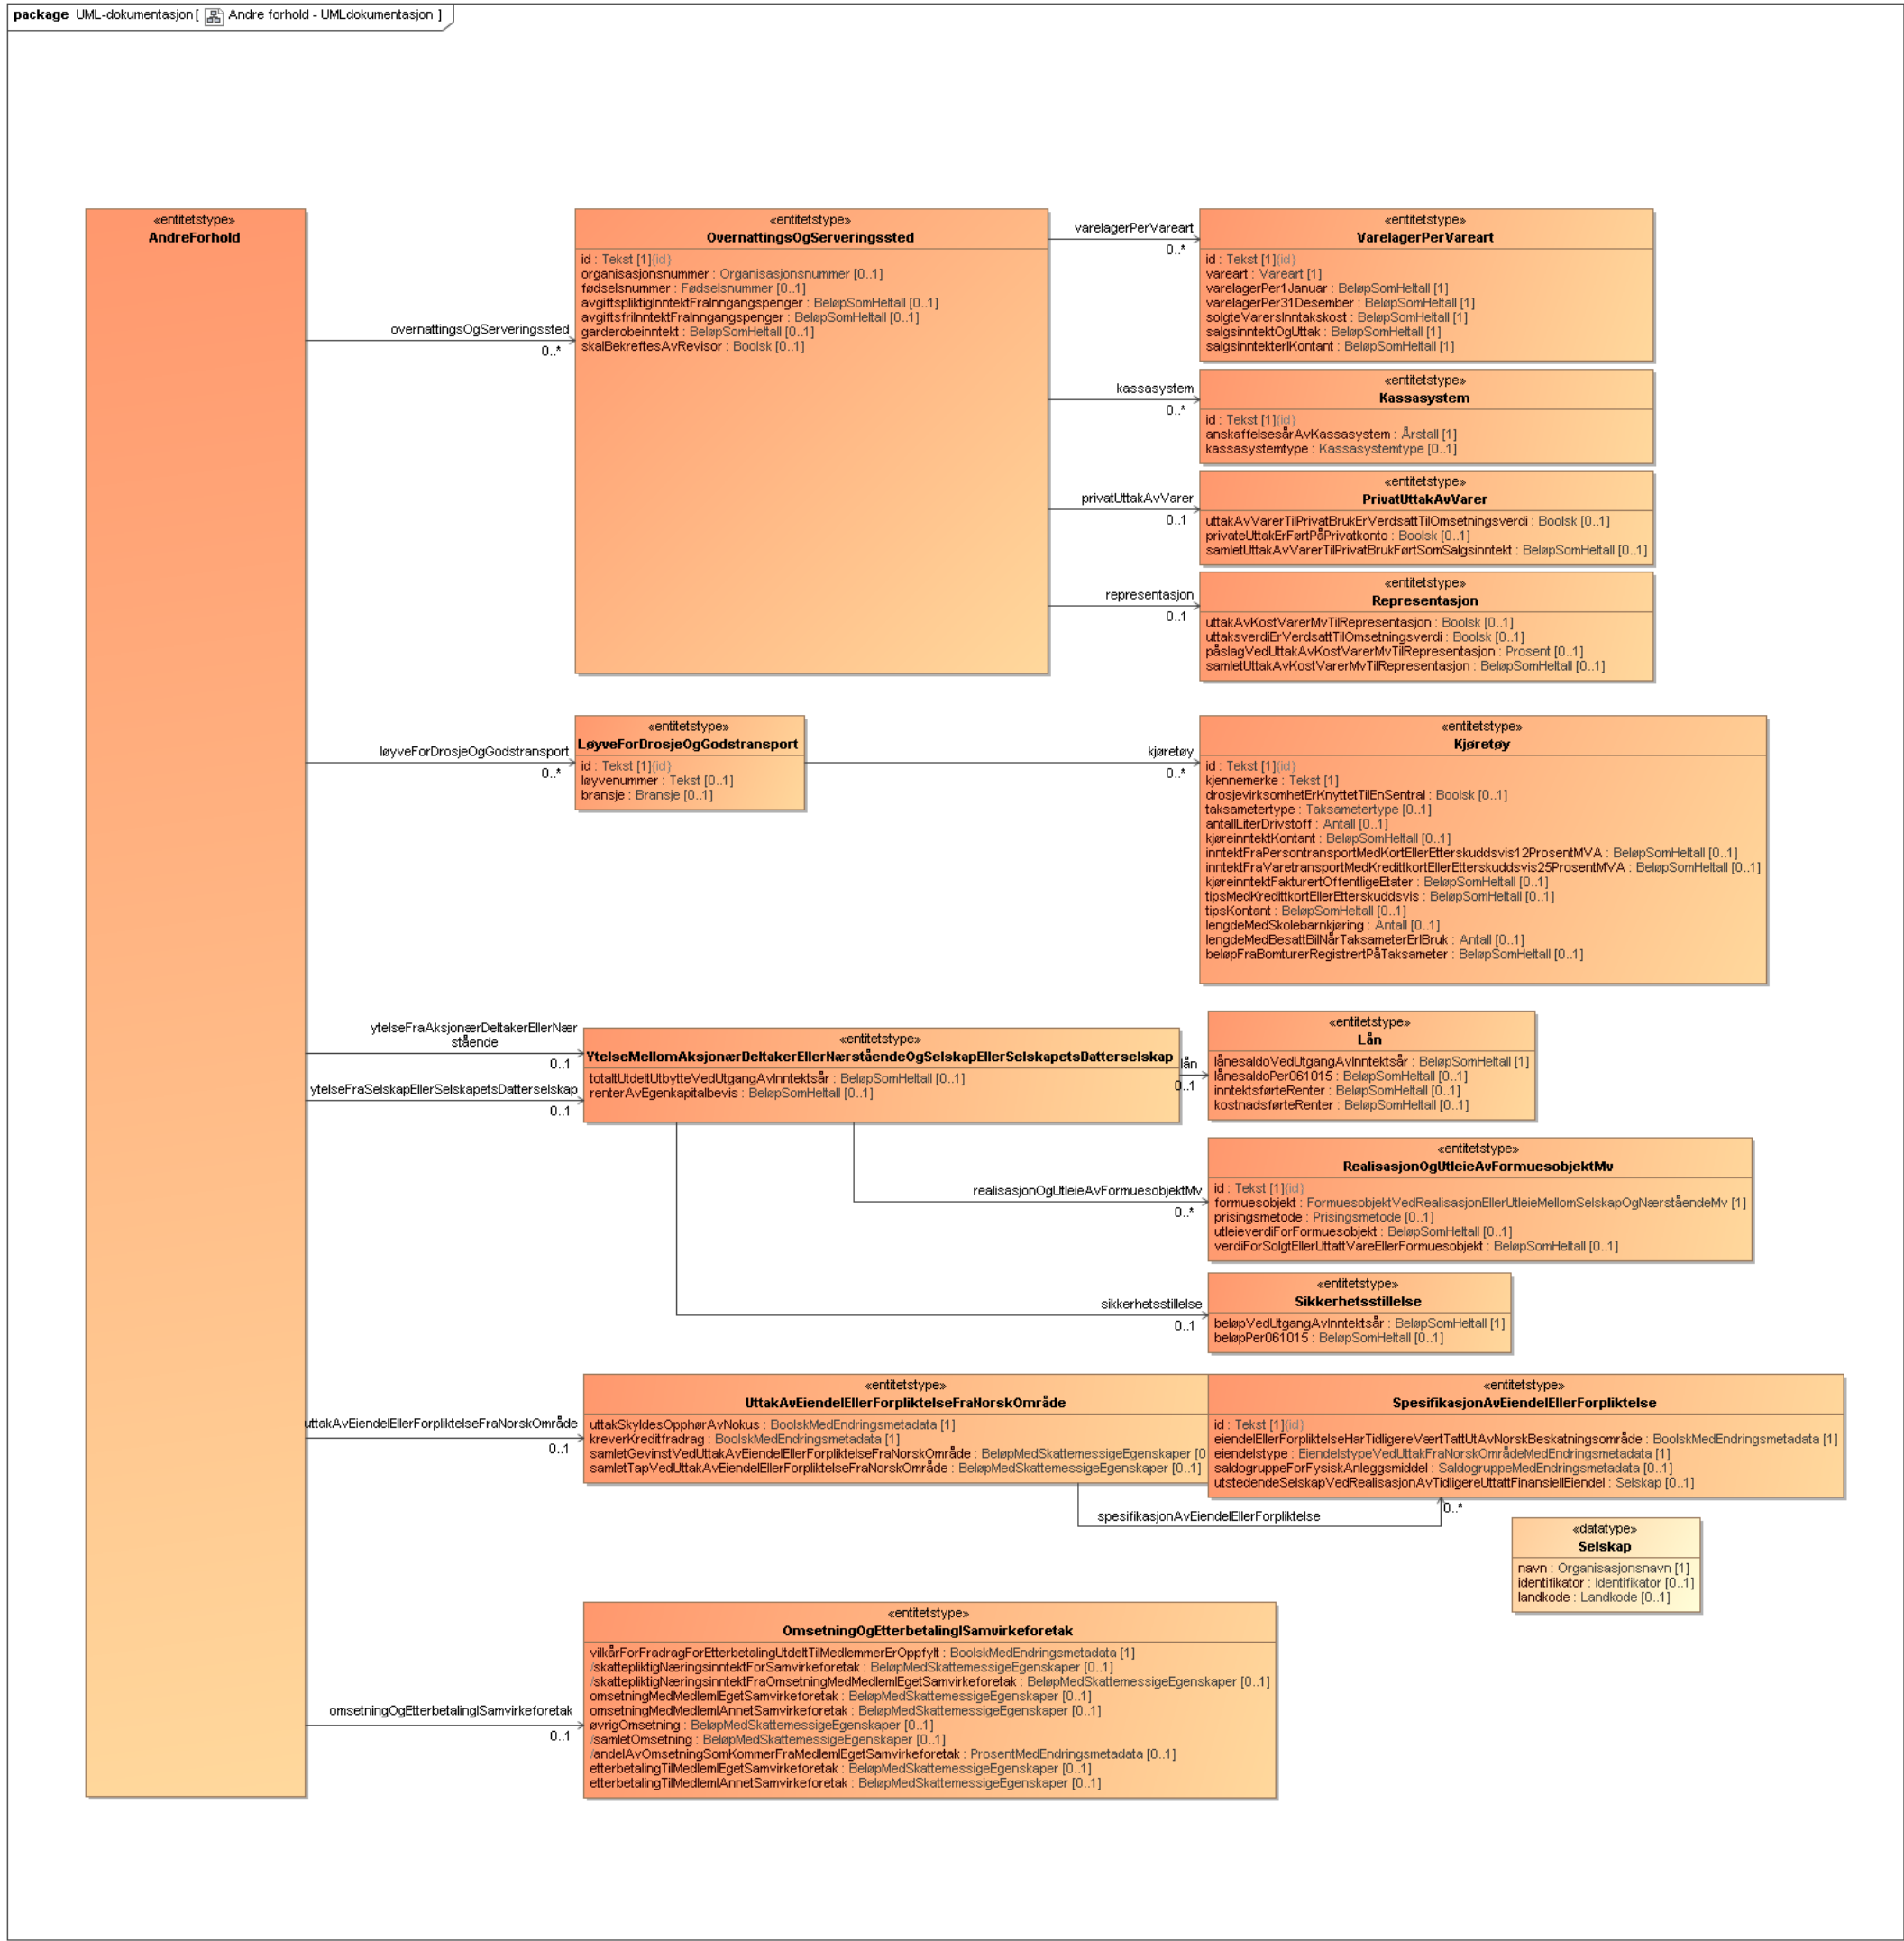 package UML-dokumentasjon [ Andre forhold - UMLdokumentasjon ]
«entitetstype»
AndreForhold
overnattingsOgServeringssted
0..*
«entitetstype»
OvernattingsOgServeringssted
id : Tekst [1]{id}
organisasjonsnummer : Organisasjonsnummer [0..1]
fødselsnummer : Fødselsnummer [0..1]
avgiftspliktigInntektFraInngangspenger : BeløpSomHeltall [0..1]
avgiftsfriInntektFraInngangspenger : BeløpSomHeltall [0..1]
garderobeinntekt : BeløpSomHeltall [0..1]
skalBekreftesAvRevisor : Boolsk [0..1]
varelagerPerVareart
0..*
«entitetstype»
VarelagerPerVareart
id : Tekst [1]{id}
vareart : Vareart [1]
varelagerPer1Januar : BeløpSomHeltall [1]
varelagerPer31Desember : BeløpSomHeltall [1]
solgteVarersInntakskost : BeløpSomHeltall [1]
salgsinntektOgUttak : BeløpSomHeltall [1]
salgsinntekterIKontant : BeløpSomHeltall [1]
kassasystem
0..*
«entitetstype»
Kassasystem
id : Tekst [1]{id}
anskaffelsesårAvKassasystem : Årstall [1]
kassasystemtype : Kassasystemtype [0..1]
privatUttakAvVarer
0..1
«entitetstype»
PrivatUttakAvVarer
uttakAvVarerTilPrivatBrukErVerdsattTilOmsetningsverdi : Boolsk [0..1]
privateUttakErFørtPåPrivatkonto : Boolsk [0..1]
samletUttakAvVarerTilPrivatBrukFørtSomSalgsinntekt : BeløpSomHeltall [0..1]
representasjon
0..1
«entitetstype»
Representasjon
uttakAvKostVarerMvTilRepresentasjon : Boolsk [0..1]
uttaksverdiErVerdsattTilOmsetningsverdi : Boolsk [0..1]
påslagVedUttakAvKostVarerMvTilRepresentasjon : Prosent [0..1]
samletUttakAvKostVarerMvTilRepresentasjon : BeløpSomHeltall [0..1]
løyveForDrosjeOgGodstransport
0..*
«entitetstype»
LøyveForDrosjeOgGodstransport
id : Tekst [1]{id}
løyvenummer : Tekst [0..1]
bransje : Bransje [0..1]
kjøretøy
0..*
«entitetstype»
Kjøretøy
id : Tekst [1]{id}
kjennemerke : Tekst [1]
drosjevirksomhetErKnyttetTilEnSentral : Boolsk [0..1]
taksametertype : Taksametertype [0..1]
antallLiterDrivstoff : Antall [0..1]
kjøreinntektKontant : BeløpSomHeltall [0..1]
inntektFraPersontransportMedKortEllerEtterskuddsvis12ProsentMVA : BeløpSomHeltall [0..1]
inntektFraVaretransportMedKredittkortEllerEtterskuddsvis25ProsentMVA : BeløpSomHeltall [0..1]
kjøreinntektFakturertOffentligeEtater : BeløpSomHeltall [0..1]
tipsMedKredittkortEllerEtterskuddsvis : BeløpSomHeltall [0..1]
tipsKontant : BeløpSomHeltall [0..1]
lengdeMedSkolebarnkjøring : Antall [0..1]
lengdeMedBesattBilNårTaksameterErIBruk : Antall [0..1]
beløpFraBomturerRegistrertPåTaksameter : BeløpSomHeltall [0..1]
ytelseFraAksjonærDeltakerEllerNær
stående
0..1
ytelseFraSelskapEllerSelskapetsDatterselskap
0..1
«entitetstype»
YtelseMellomAksjonærDeltakerEllerNærståendeOgSelskapEllerSelskapetsDatterselskap
totaltUtdeltUtbytteVedUtgangAvInntektsår : BeløpSomHeltall [0..1]
renterAvEgenkapitalbevis : BeløpSomHeltall [0..1]
lån
0..1
«entitetstype»
Lån
lånesaldoVedUtgangAvInntektsår : BeløpSomHeltall [1]
lånesaldoPer061015 : BeløpSomHeltall [0..1]
inntektsførteRenter : BeløpSomHeltall [0..1]
kostnadsførteRenter : BeløpSomHeltall [0..1]
realisasjonOgUtleieAvFormuesobjektMv
0..*
«entitetstype»
RealisasjonOgUtleieAvFormuesobjektMv
id : Tekst [1]{id}
formuesobjekt : FormuesobjektVedRealisasjonEllerUtleieMellomSelskapOgNærståendeMv [1]
prisingsmetode : Prisingsmetode [0..1]
utleieverdiForFormuesobjekt : BeløpSomHeltall [0..1]
verdiForSolgtEllerUttattVareEllerFormuesobjekt : BeløpSomHeltall [0..1]
sikkerhetsstillelse
0..1
«entitetstype»
Sikkerhetsstillelse
beløpVedUtgangAvInntektsår : BeløpSomHeltall [1]
beløpPer061015 : BeløpSomHeltall [0..1]
uttakAvEiendelEllerForpliktelseFraNorskOmråde
0..1
«entitetstype»
UttakAvEiendelEllerForpliktelseFraNorskOmråde
uttakSkyldesOpphørAvNokus : BoolskMedEndringsmetadata [1]
kreverKreditfradrag : BoolskMedEndringsmetadata [1]
samletGevinstVedUttakAvEiendelEllerForpliktelseFraNorskOmråde : BeløpMedSkattemessigeEgenskaper [0
samletTapVedUttakAvEiendelEllerForpliktelseFraNorskOmråde : BeløpMedSkattemessigeEgenskaper [0..1]
«entitetstype»
SpesifikasjonAvEiendelEllerForpliktelse
id : Tekst [1]{id}
eiendelEllerForpliktelseHarTidligereVærtTattUtAvNorskBeskatningsområde : BoolskMedEndringsmetadata [1]
eiendelstype : EiendelstypeVedUttakFraNorskOmrådeMedEndringsmetadata [1]
saldogruppeForFysiskAnleggsmiddel : SaldogruppeMedEndringsmetadata [0..1]
utstedendeSelskapVedRealisasjonAvTidligereUttattFinansiellEiendel : Selskap [0..1]
spesifikasjonAvEiendelEllerForpliktelse
0..*
«datatype»
Selskap
navn : Organisasjonsnavn [1]
identifikator : Identifikator [0..1]
landkode : Landkode [0..1]
omsetningOgEtterbetalingISamvirkeforetak
0..1
«entitetstype»
OmsetningOgEtterbetalingISamvirkeforetak
vilkårForFradragForEtterbetalingUtdeltTilMedlemmerErOppfylt : BoolskMedEndringsmetadata [1]
/skattepliktigNæringsinntektForSamvirkeforetak : BeløpMedSkattemessigeEgenskaper [0..1]
/skattepliktigNæringsinntektFraOmsetningMedMedlemIEgetSamvirkeforetak : BeløpMedSkattemessigeEgenskaper [0..1]
omsetningMedMedlemIEgetSamvirkeforetak : BeløpMedSkattemessigeEgenskaper [0..1]
omsetningMedMedlemIAnnetSamvirkeforetak : BeløpMedSkattemessigeEgenskaper [0..1]
øvrigOmsetning : BeløpMedSkattemessigeEgenskaper [0..1]
/samletOmsetning : BeløpMedSkattemessigeEgenskaper [0..1]
/andelAvOmsetningSomKommerFraMedlemIEgetSamvirkeforetak : ProsentMedEndringsmetadata [0..1]
etterbetalingTilMedlemIEgetSamvirkeforetak : BeløpMedSkattemessigeEgenskaper [0..1]
etterbetalingTilMedlemIAnnetSamvirkeforetak : BeløpMedSkattemessigeEgenskaper [0..1]